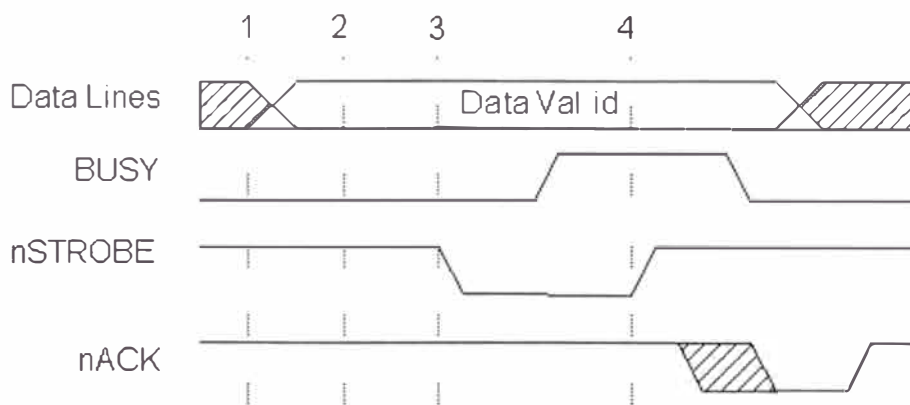 1 2 3 4
Data Lines
Data Val id
BUSY
nSTROBE
nACK